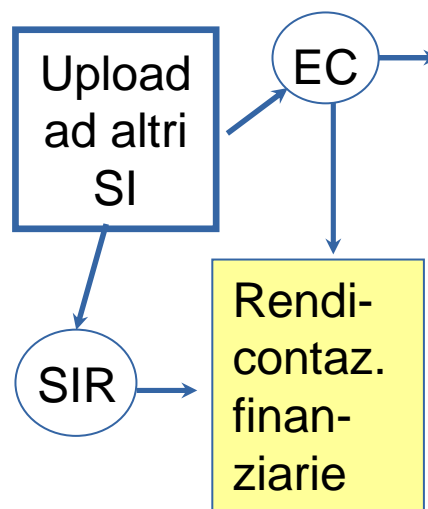 Upload
ad altri
SI
EC
SIR
Rendi-
contaz.
finan-
ziarie